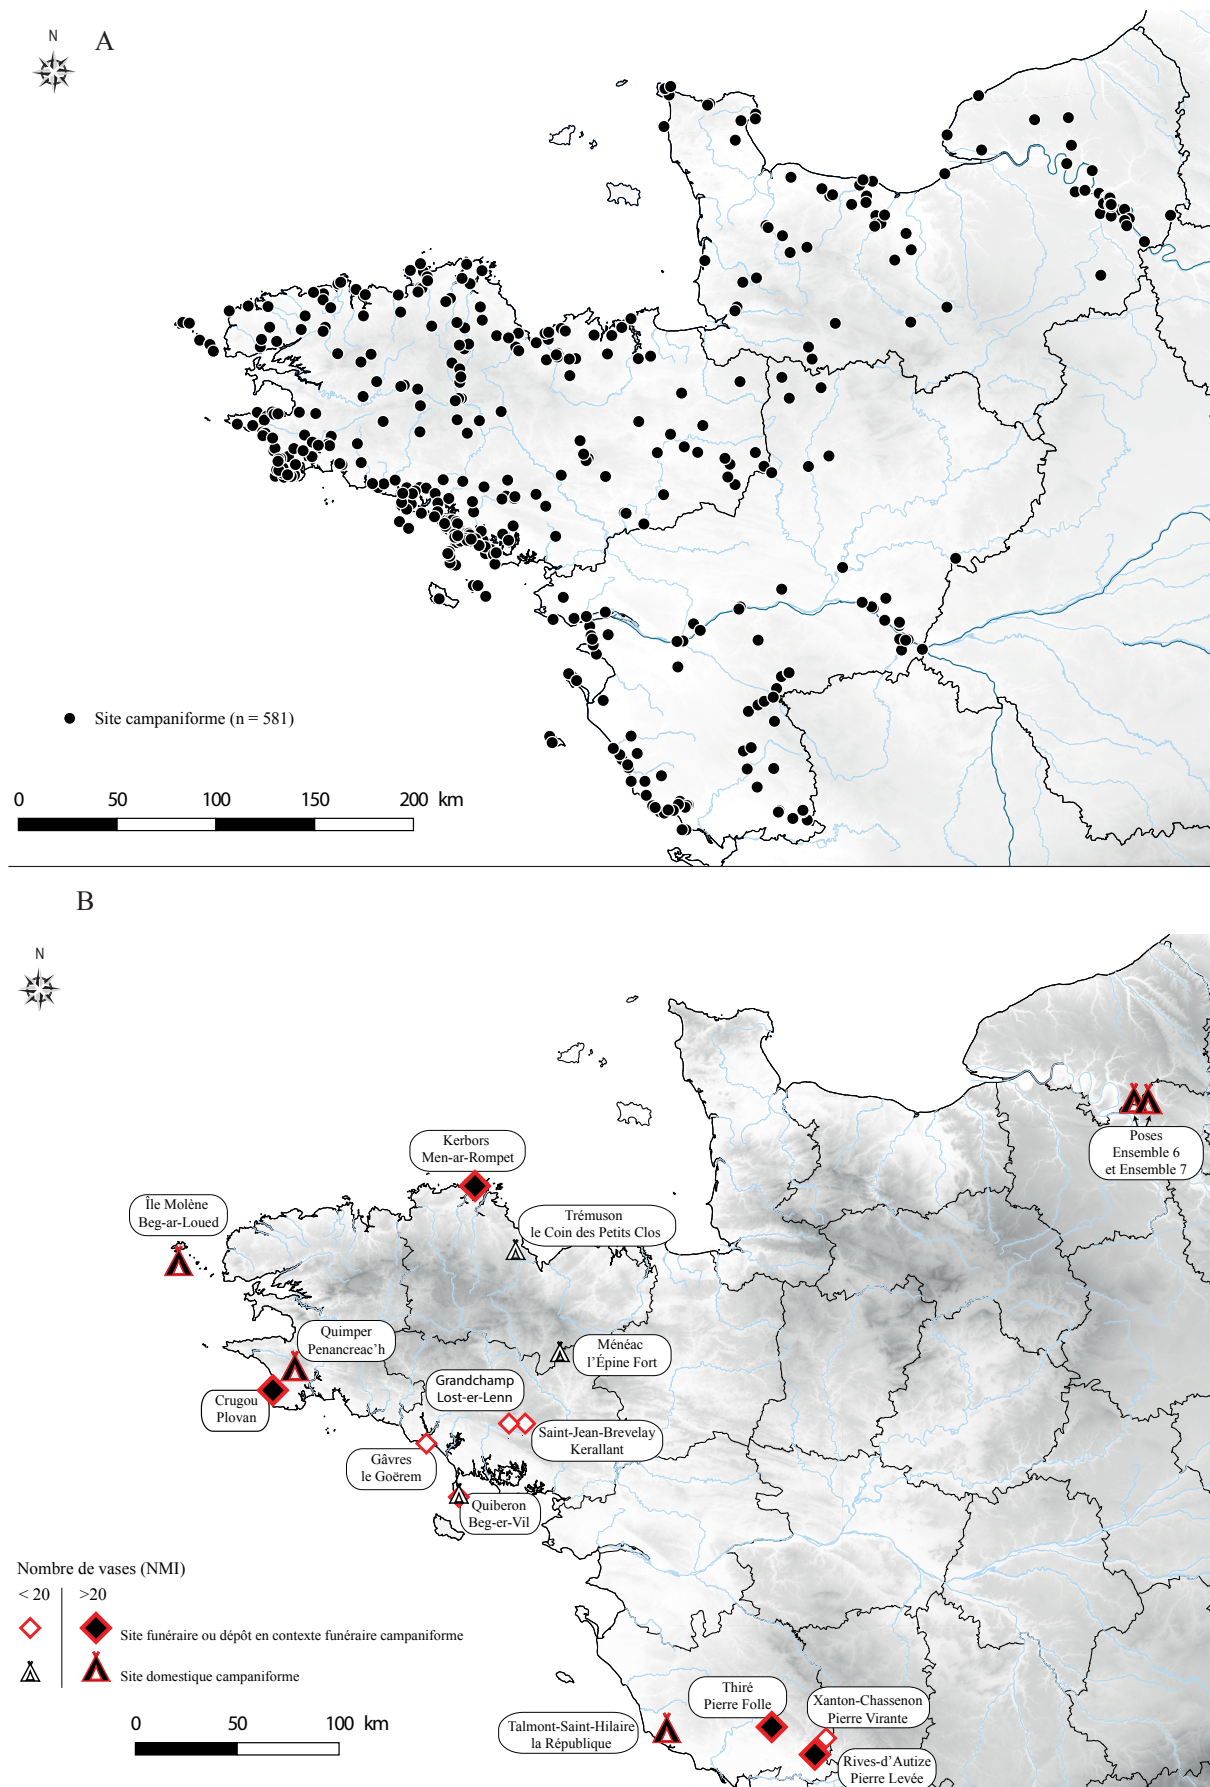 N
A
Site campaniforme (n = 581)
0 50 100 150 200 km
B
N
Kerbors
Men-ar-Rompet
Poses
Ensemble 6
et Ensemble 7
Île Molène
Beg-ar-Loued
Trémuson
le Coin des Petits Clos
Quimper
Penancreac’h
Ménéac
l’Épine Fort
Grandchamp
Lost-er-Lenn
Crugou
Plovan
Saint-Jean-Brevelay
Kerallant
Gâvres
le Goërem
Quiberon
Beg-er-Vil
Nombre de vases (NMI)
< 20 >20
Site funéraire ou dépôt en contexte funéraire campaniforme
Site domestique campaniforme
0 50 100 km
Thiré
Pierre Folle
Xanton-Chassenon
Pierre Virante
Talmont-Saint-Hilaire
la République
Rives-d’Autize
Pierre Levée